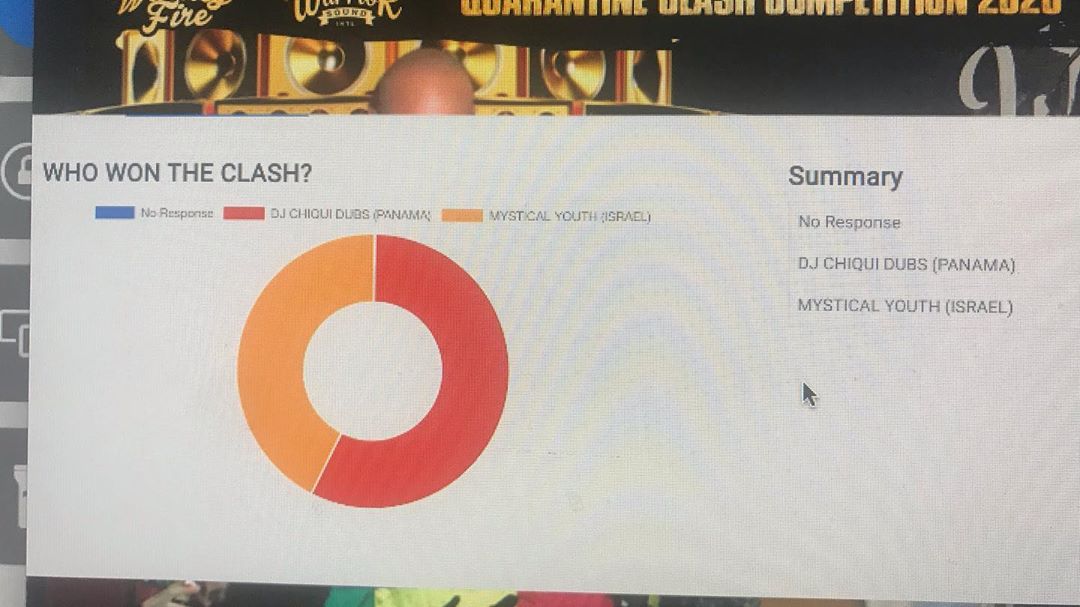 Fire
Warrior
SOUND
INTL
QUARANTINE CLASH COMPETITION 2020
WHO WON THE CLASH?
No Response DJ CHIQUI DUBS (PANAMA) MYSTICAL YOUTH (ISRAEL)
Summary
No Response
DJ CHIQUI DUBS (PANAMA)
MYSTICAL YOUTH (ISRAEL)